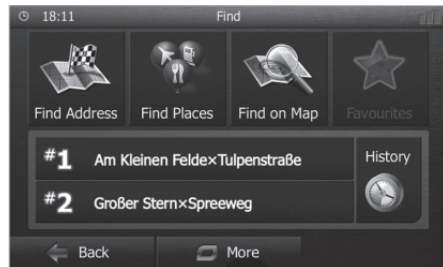 18:11 Find
Find Address Find Places Find on Map Favourites
#1 Am Kleinen Felde×Tulpenstraße History
#2 Großer Stern×Spreeweg
Back More